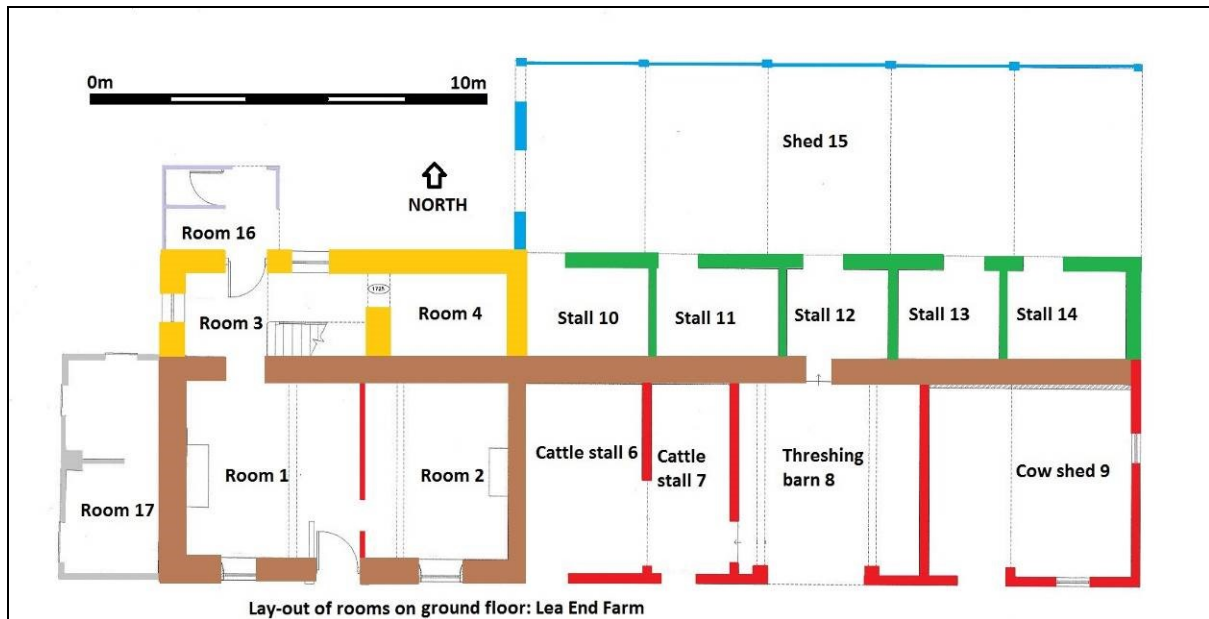 0m 10m
Shed 15
NORTH
Room 16
1725
Room 3
Room 4
Stall 10
Stall 11
Stall 12
Stall 13
Stall 14
Room 17
Room 1
Room 2
Cattle stall 6
Cattle
stall 7
Threshing
barn 8
Cow shed 9
Lay-out of rooms on ground floor: Lea End Farm